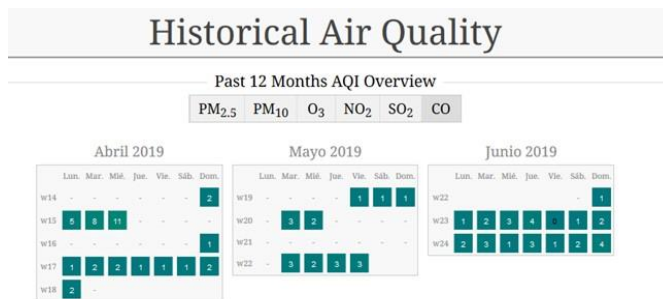 Historical Air Quality
Past 12 Months AQI Overview
PM2.5 PM10 O3 NO2 SO2 CO
Abril 2019
Lun. Mar. Mié. Jue. Vie. Sáb. Dom.
w14 - - - - - - 2
w15 5 8 11 - - - -
w16 - - - - - - 1
w17 1 2 2 1 1 1 2
w18 2 -
Mayo 2019
Lun. Mar. Mié. Jue. Vie. Sáb. Dom.
w19 - - - - 1 1 1
w20 - 3 2 - - - -
w21 - - - - - - -
w22 - 3 2 3 3
Junio 2019
Lun. Mar. Mié. Jue. Vie. Sáb. Dom.
w22 1
w23 1 2 3 4 0 1 2
w24 2 3 1 3 1 2 4